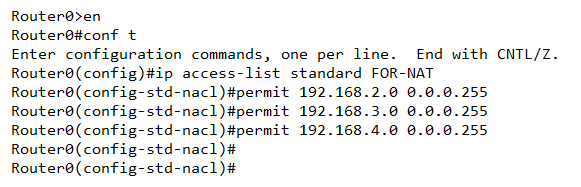 Router0>en
Router0#conf t
Enter configuration commands, one per line.  End with CNTL/Z.
Router0(config)#ip access-list standard FOR-NAT
Router0(config-std-nacl)#permit 192.168.2.0 0.0.0.255
Router0(config-std-nacl)#permit 192.168.3.0 0.0.0.255
Router0(config-std-nacl)#permit 192.168.4.0 0.0.0.255
Router0(config-std-nacl)#
Router0(config-std-nacl)#